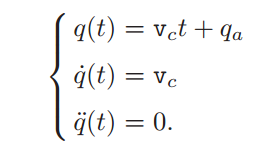 q(t) = v_c t + q_a
q̇(t) = v_c
q̈(t) = 0.